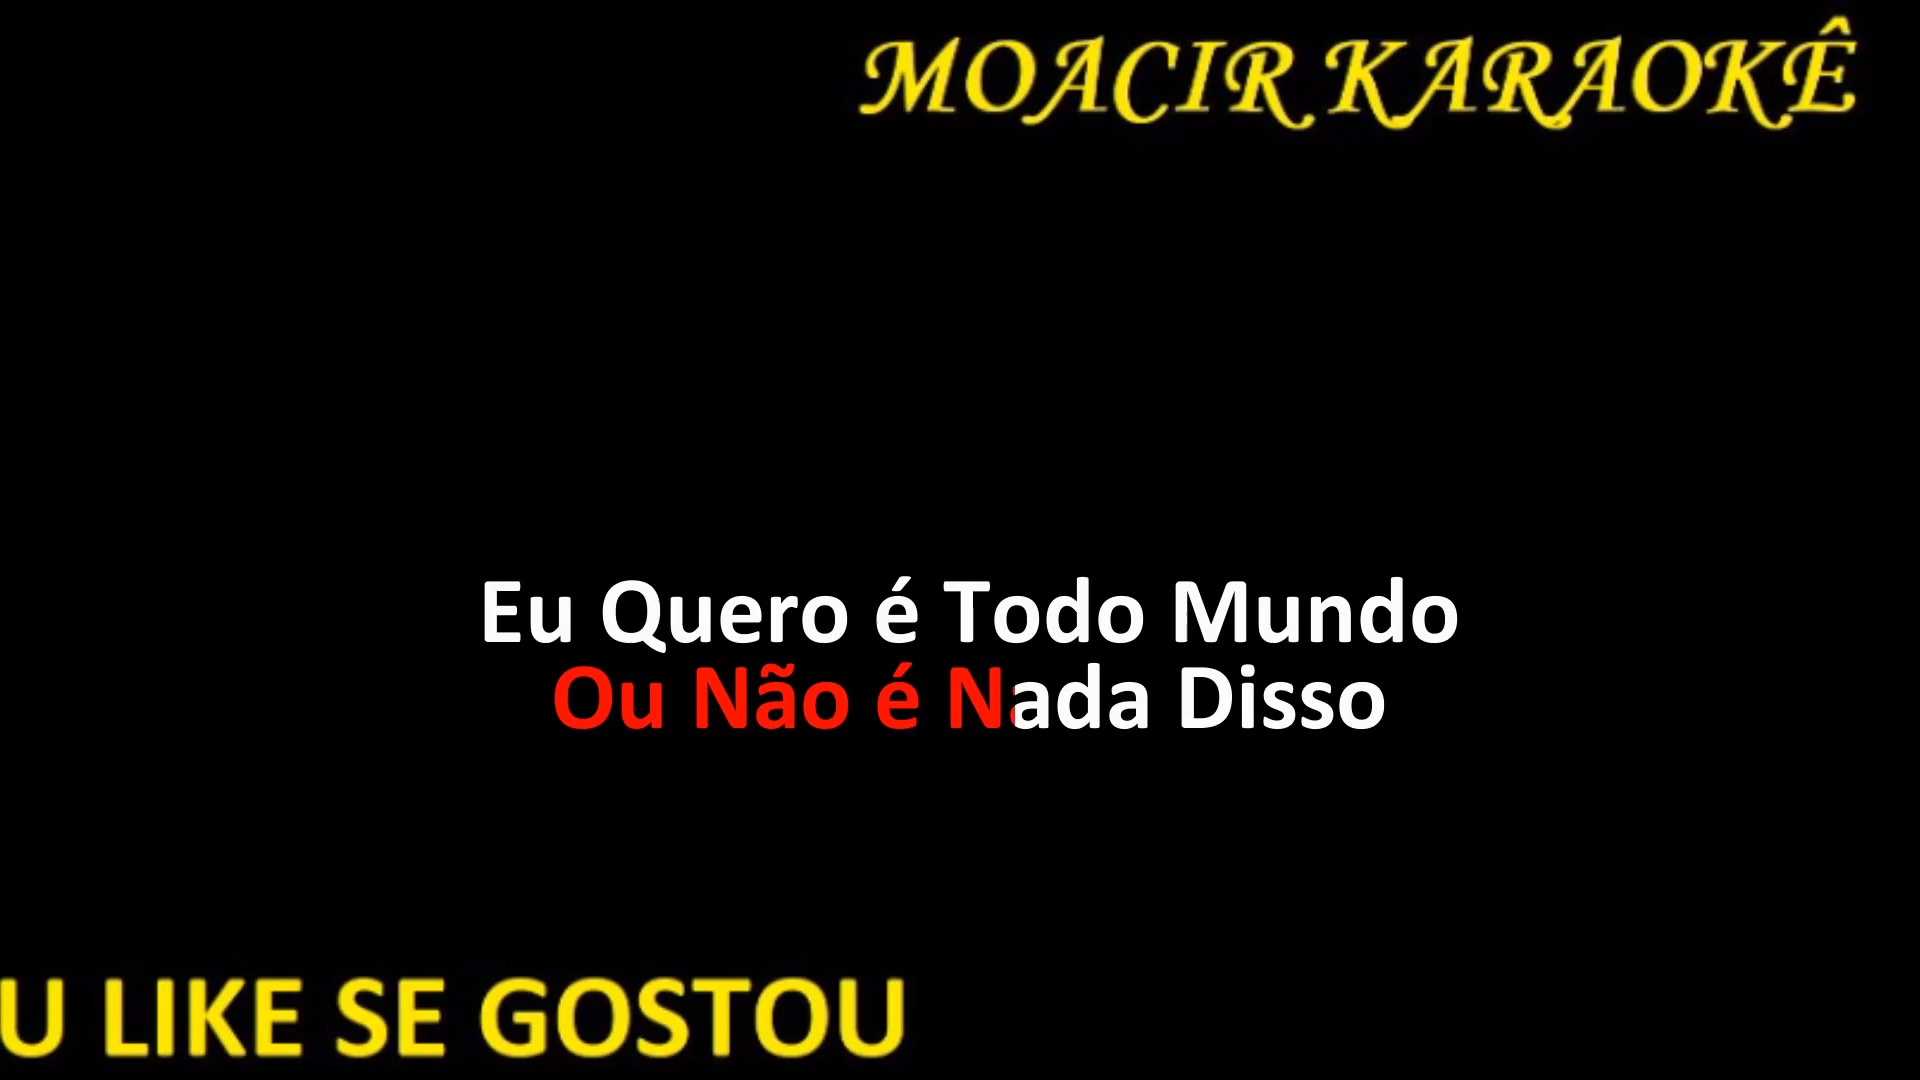 MOACIR KARAOKÊ
Eu Quero é Todo Mundo
Ou Não é Nada Disso
U LIKE SE GOSTOU